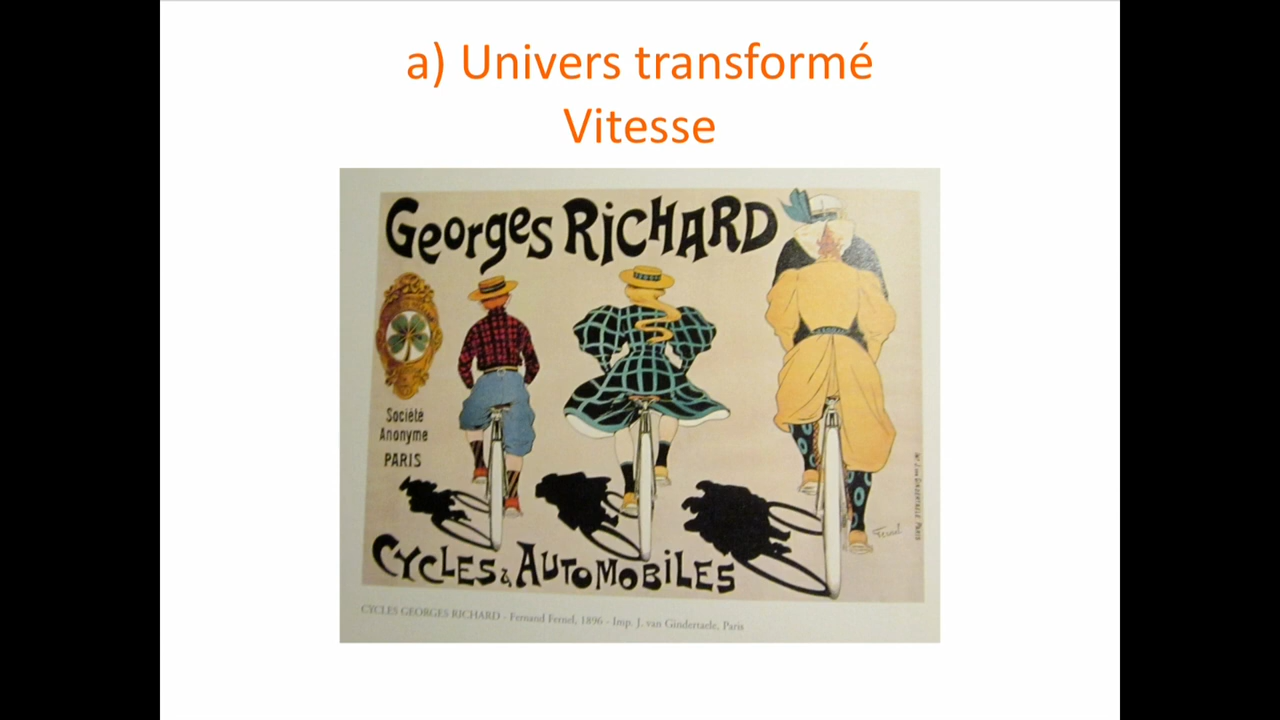 a) Univers transformé
Vitesse
Georges RICHARD
Société
Anonyme
PARIS
CYCLES & AUTOMOBILES
Fernel
CYCLES GEORGES RICHARD - Fernand Fernel, 1896 - Imp. J. van Gindertaele, Paris